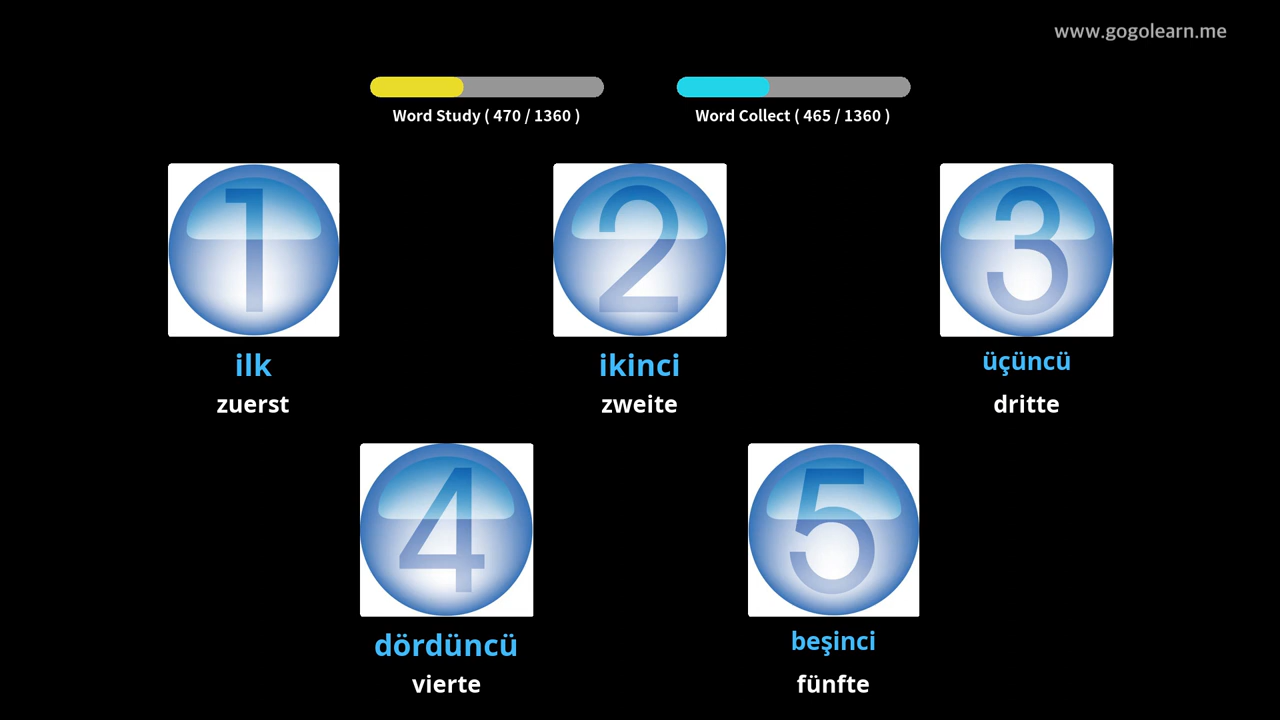 www.gogolearn.me
Word Study ( 470 / 1360 )
Word Collect ( 465 / 1360 )
1
2
3
ilk
ikinci
üçüncü
zuerst
zweite
dritte
4
5
dördüncü
beşinci
vierte
fünfte